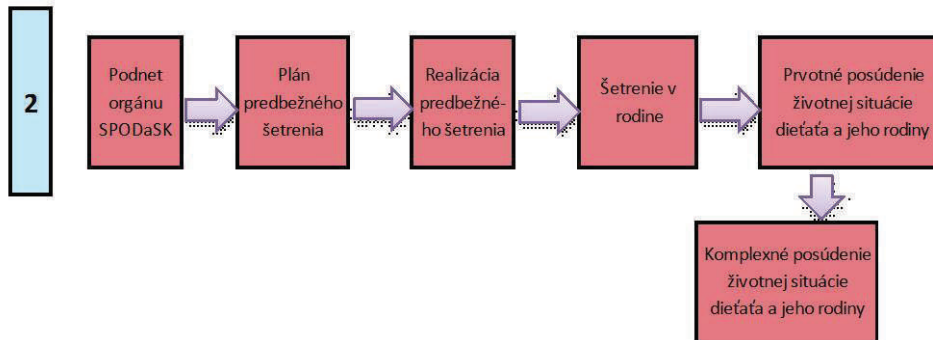 2
Podnet
orgánu
SPODaSK
Plán
predbežného
šetrenia
Realizácia
predbežné-
ho šetrenia
Šetrenie v
rodine
Prvotné posúdenie
životnej situácie
dieťaťa a jeho rodiny
Komplexné posúdenie
životnej situácie
dieťaťa a jeho rodiny